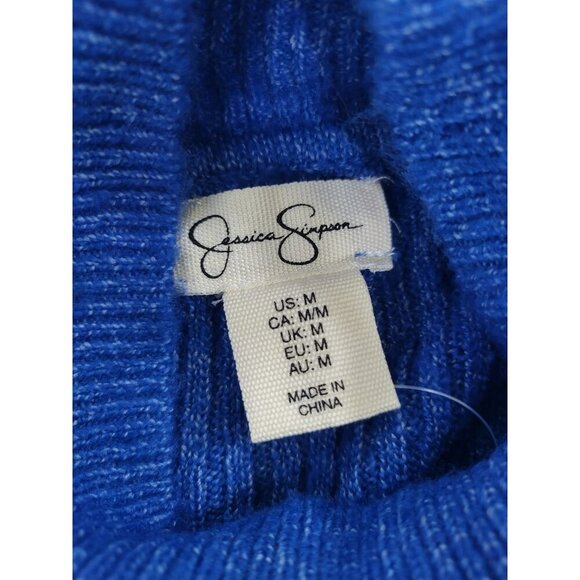 Jessica Simpson
US: M
CA: M/M
UK: M
EU: M
AU: M
MADE IN
CHINA